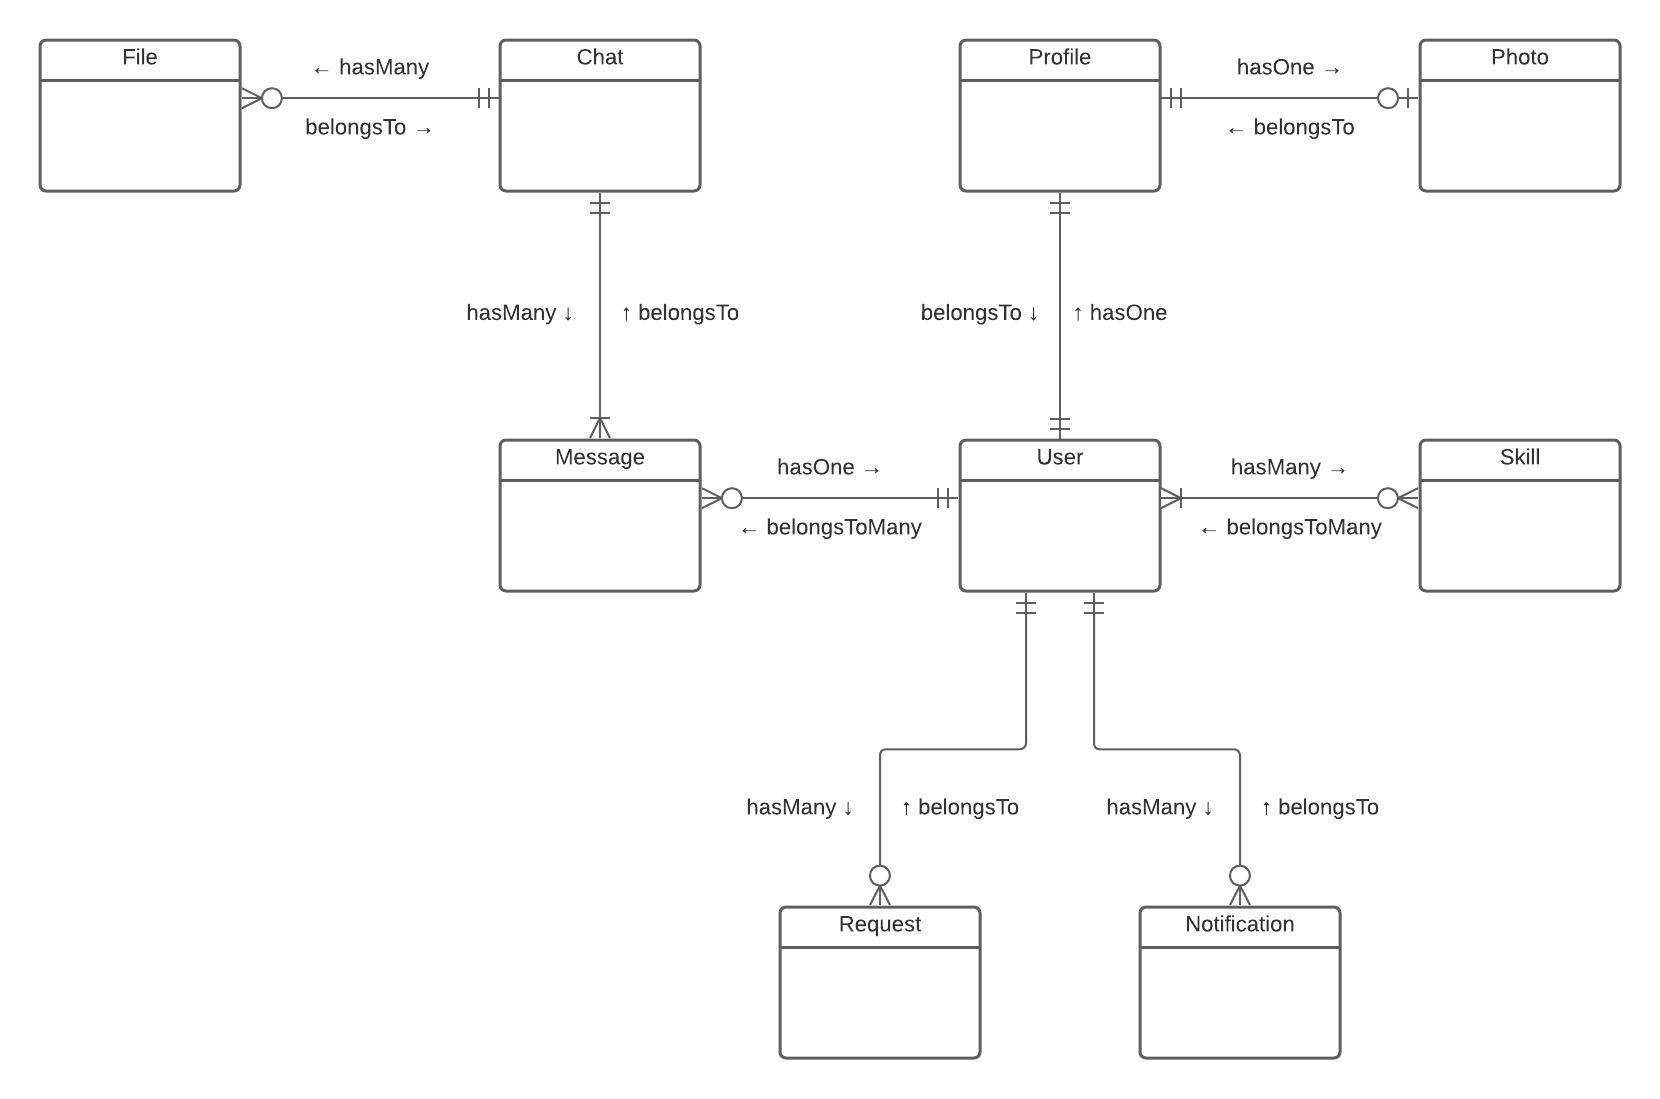 File
← hasMany
Chat
Profile
hasOne →
Photo
belongsTo →
← belongsTo
hasMany ↓
↑ belongsTo
belongsTo ↓
↑ hasOne
Message
hasOne →
User
hasMany →
Skill
← belongsToMany
← belongsToMany
hasMany ↓
↑ belongsTo
hasMany ↓
↑ belongsTo
Request
Notification